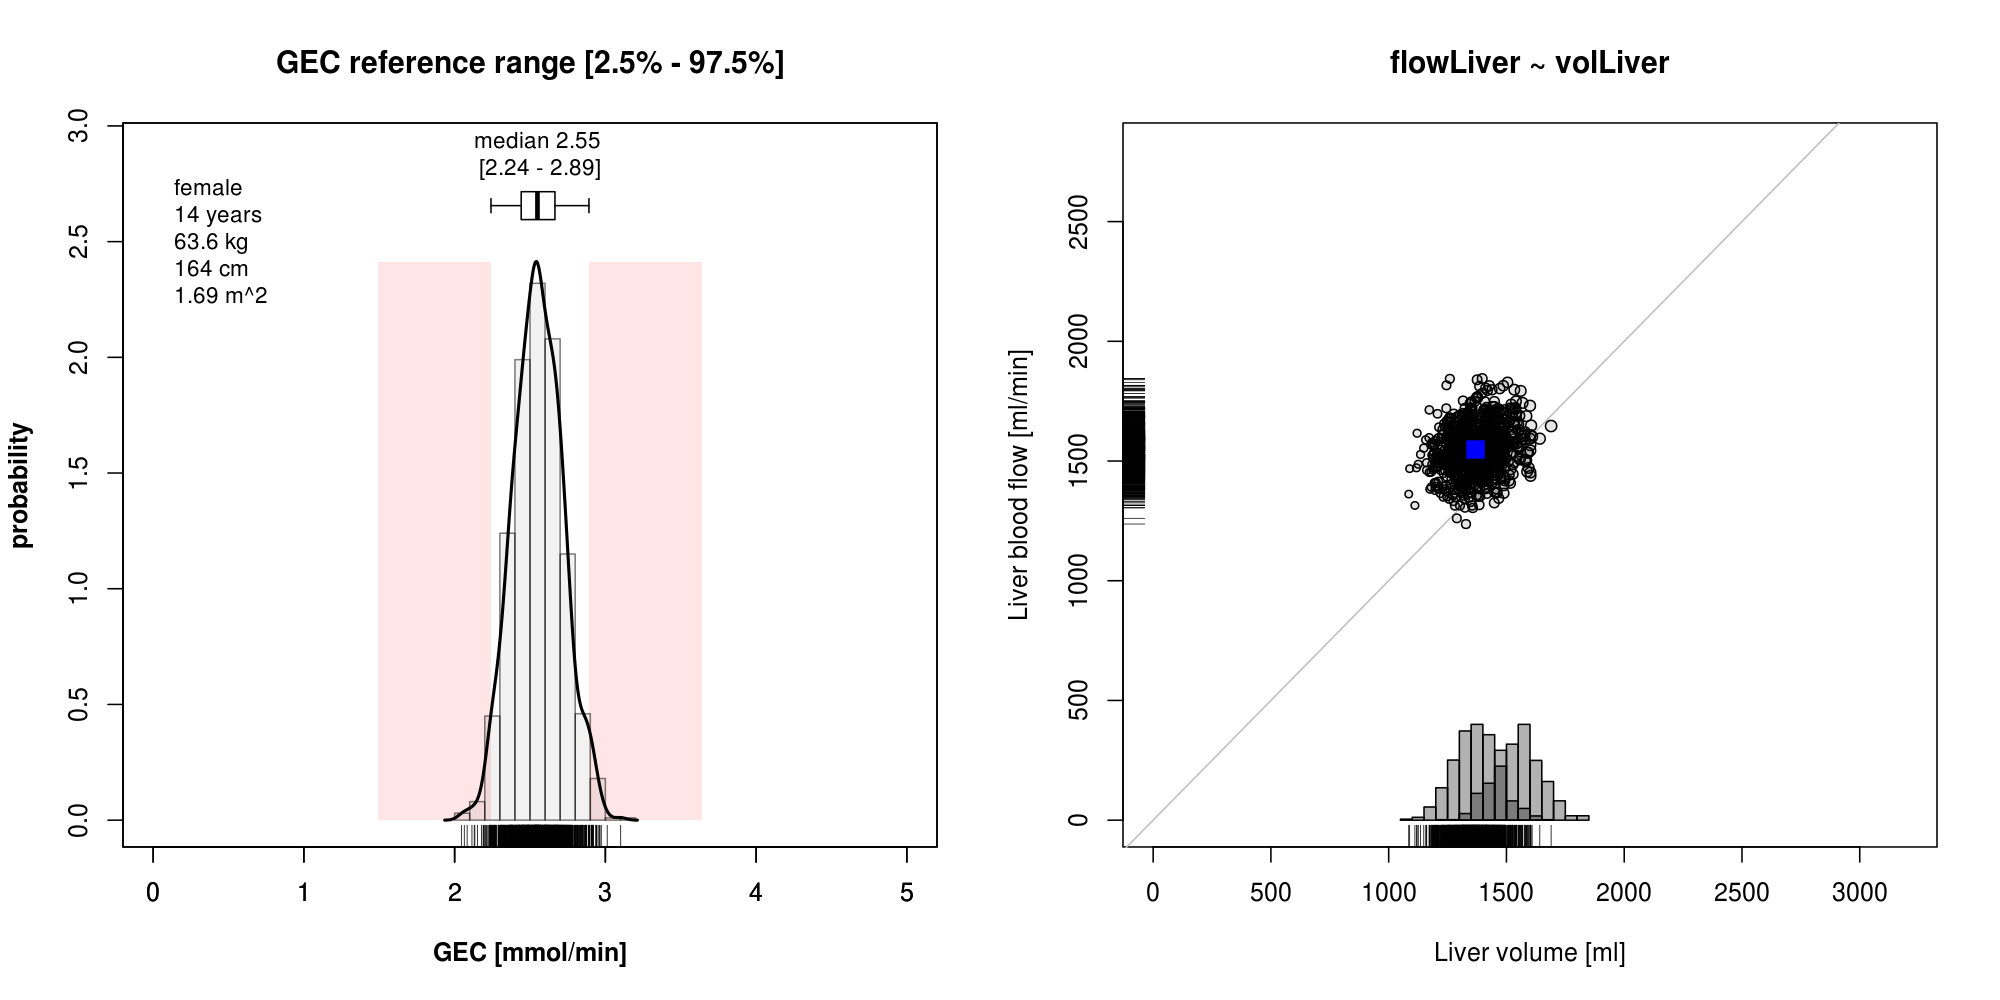 GEC reference range [2.5% - 97.5%]
median 2.55
[2.24 - 2.89]
female
14 years
63.6 kg
164 cm
1.69 m^2
probability
3.0
2.5
2.0
1.5
1.0
0.5
0.0
0 1 2 3 4 5
GEC [mmol/min]
flowLiver ~ volLiver
Liver blood flow [ml/min]
2500
2000
1500
1000
500
0
0 500 1000 1500 2000 2500 3000
Liver volume [ml]